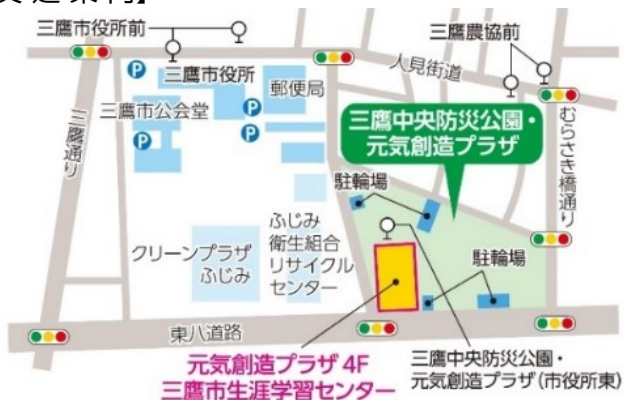 交通案内】
三鷹市役所前
三鷹農協前
人見街道
P
三鷹市役所
郵便局
P
三鷹市公会堂
P
P
三鷹通り
むらさき橋通り
三鷹中央防災公園・
元気創造プラザ
駐輪場
ふじみ
衛生組合
リサイクル
センター
クリーンプラザ
ふじみ
駐輪場
東八道路
元気創造プラザ 4F
三鷹市生涯学習センター
三鷹中央防災公園・
元気創造プラザ(市役所東)